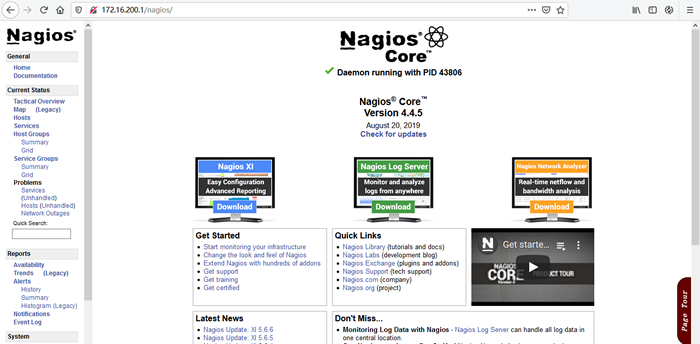 172.16.200.1/nagios/
Nagios®
General
Home
Documentation
Current Status
Tactical Overview
Map (Legacy)
Hosts
Services
Host Groups
Summary
Grid
Service Groups
Summary
Grid
Problems
Services
(Unhandled)
Hosts (Unhandled)
Network Outages
Quick Search:
Reports
Availability
Trends (Legacy)
Alerts
History
Summary
Histogram (Legacy)
Notifications
Event Log
System
Nagios®
Core™
Daemon running with PID 43806
Nagios® Core™
Version 4.4.5
August 20, 2019
Check for updates
Nagios XI
Easy Configuration
Advanced Reporting
Download
Nagios Log Server
Monitor and analyze
logs from anywhere
Download
Nagios Network Analyzer
Real-time netflow and
bandwidth analysis
Download
Get Started
Start monitoring your infrastructure
Change the look and feel of Nagios
Extend Nagios with hundreds of addons
Get support
Get training
Get certified
Quick Links
Nagios Library (tutorials and docs)
Nagios Labs (development blog)
Nagios Exchange (plugins and addons)
Nagios Support (tech support)
Nagios.com (company)
Nagios.org (project)
N
Get starte...
NAGIOS
CORE
PRODUCT TOUR
Latest News
Nagios Update: XI 5.6.6
Nagios Update: XI 5.6.5
Don't Miss...
Monitoring Log Data with Nagios - Nagios Log Server can handle all log data in
one central location.
Page Tour